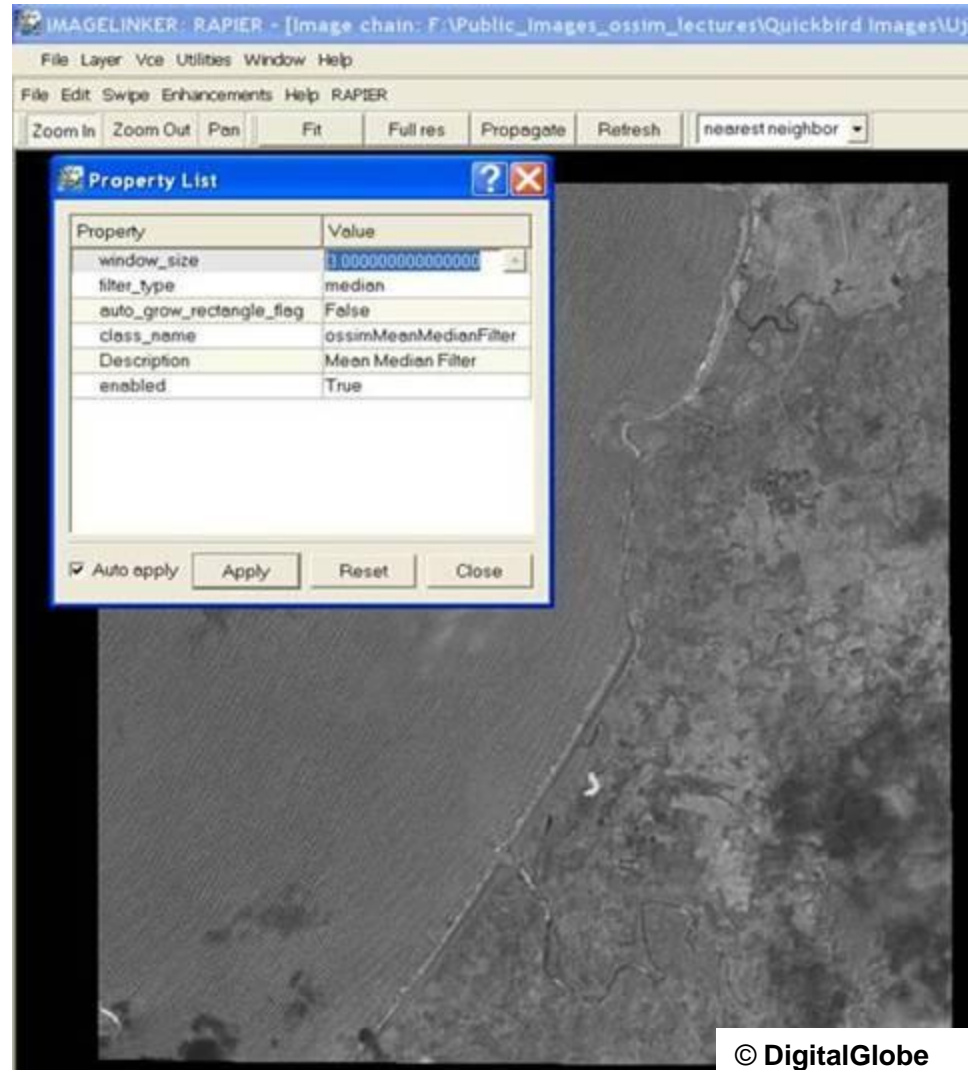 IMAGELINKER: RAPIER - [Image chain: F:\Public_Images_ossim_lectures\Quickbird Images\Uj
File Layer Vce Utilities Window Help
File Edit Swipe Enhancements Help RAPIER
Zoom In Zoom Out Pan Fit Full res Propagate Refresh nearest neighbor
Property List
Property Value
window_size 3.000000000000000
filter_type median
auto_grow_rectangle_flag False
class_name ossimMeanMedianFilter
Description Mean Median Filter
enabled True
Auto apply Apply Reset Close
© DigitalGlobe